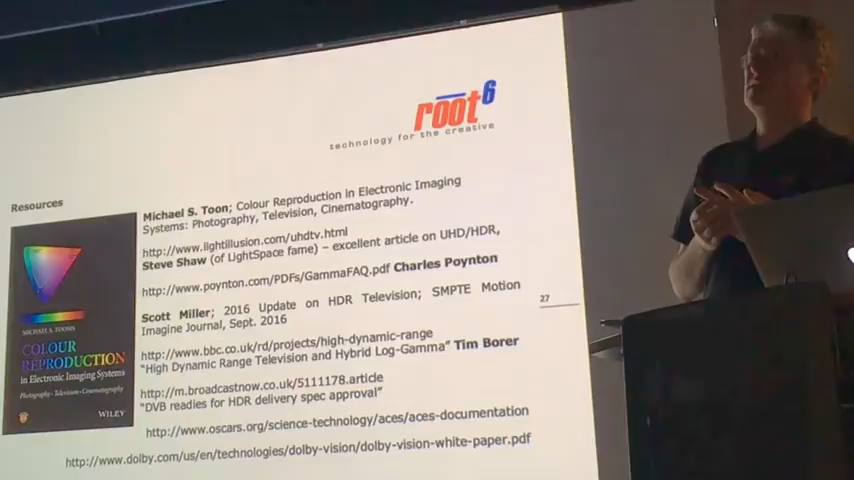 root6
technology for the creative
Resources
Michael S. Toon; Colour Reproduction in Electronic Imaging
Systems: Photography, Television, Cinematography.
http://www.lightillusion.com/uhdtv.html
Steve Shaw (of LightSpace fame) – excellent article on UHD/HDR,
http://www.poynton.com/PDFs/GammaFAQ.pdf Charles Poynton
Scott Miller; 2016 Update on HDR Television; SMPTE Motion
Imagine Journal, Sept. 2016
27
http://www.bbc.co.uk/rd/projects/high-dynamic-range
"High Dynamic Range Television and Hybrid Log-Gamma" Tim Borer
http://m.broadcastnow.co.uk/5111178.article
"DVB readies for HDR delivery spec approval"
http://www.oscars.org/science-technology/aces/aces-documentation
http://www.dolby.com/us/en/technologies/dolby-vision/dolby-vision-white-paper.pdf
MICHAEL S. TOOMS
COLOUR
REPRODUCTION
in Electronic Imaging Systems
Photography • Television • Cinematography
WILEY